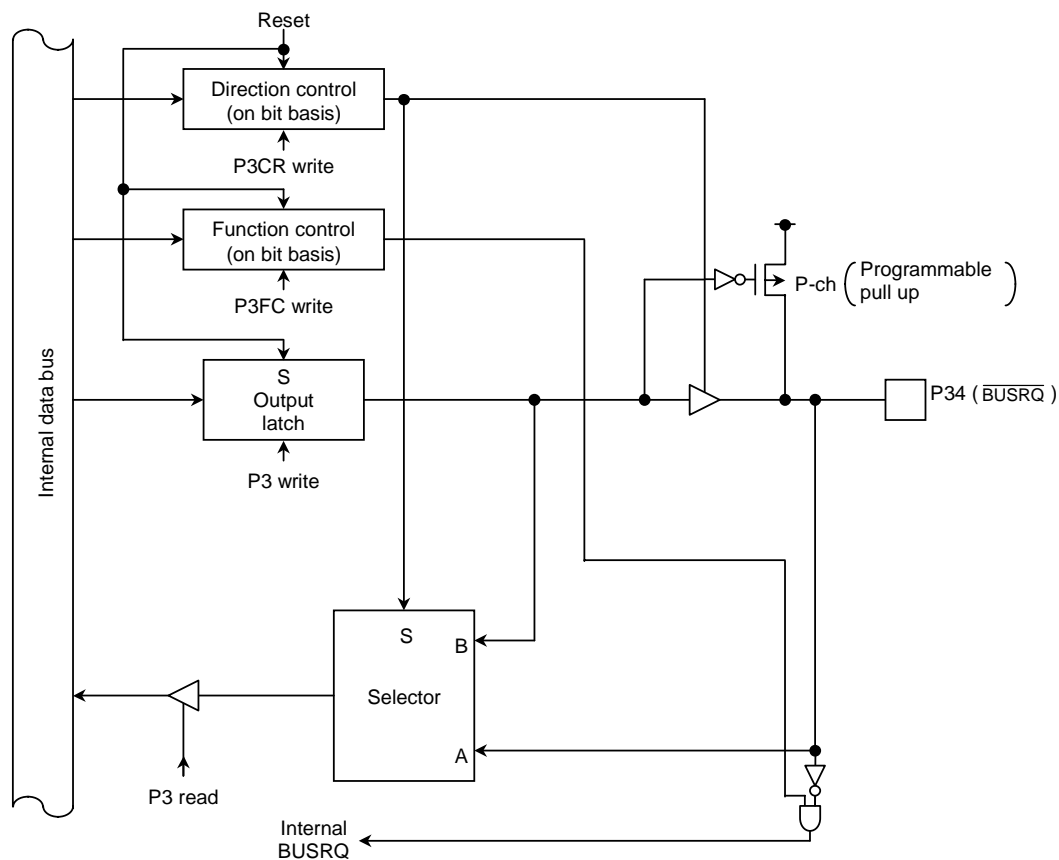 Reset
Direction control
(on bit basis)
P3CR write
Function control
(on bit basis)
P3FC write
P-ch
(Programmable
pull up)
S
Output
latch
P3 write
P34 (BUSRQ)
Internal data bus
S
B
Selector
A
P3 read
Internal
BUSRQ